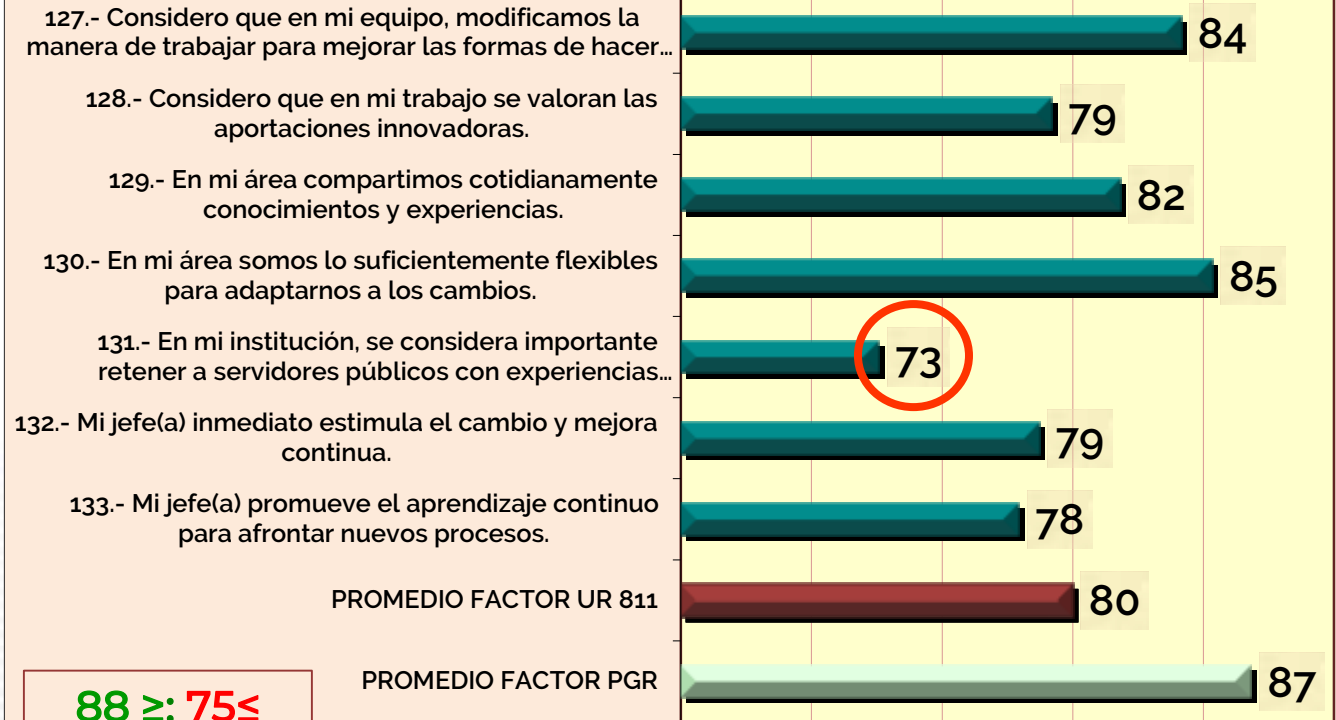 127.- Considero que en mi equipo, modificamos la
manera de trabajar para mejorar las formas de hacer…
84
128.- Considero que en mi trabajo se valoran las
aportaciones innovadoras.
79
129.- En mi área compartimos cotidianamente
conocimientos y experiencias.
82
130.- En mi área somos lo suficientemente flexibles
para adaptarnos a los cambios.
85
131.- En mi institución, se considera importante
retener a servidores públicos con experiencias…
73
132.- Mi jefe(a) inmediato estimula el cambio y mejora
continua.
79
133.- Mi jefe(a) promueve el aprendizaje continuo
para afrontar nuevos procesos.
78
PROMEDIO FACTOR UR 811
80
PROMEDIO FACTOR PGR
87
88 ≥: 75≤